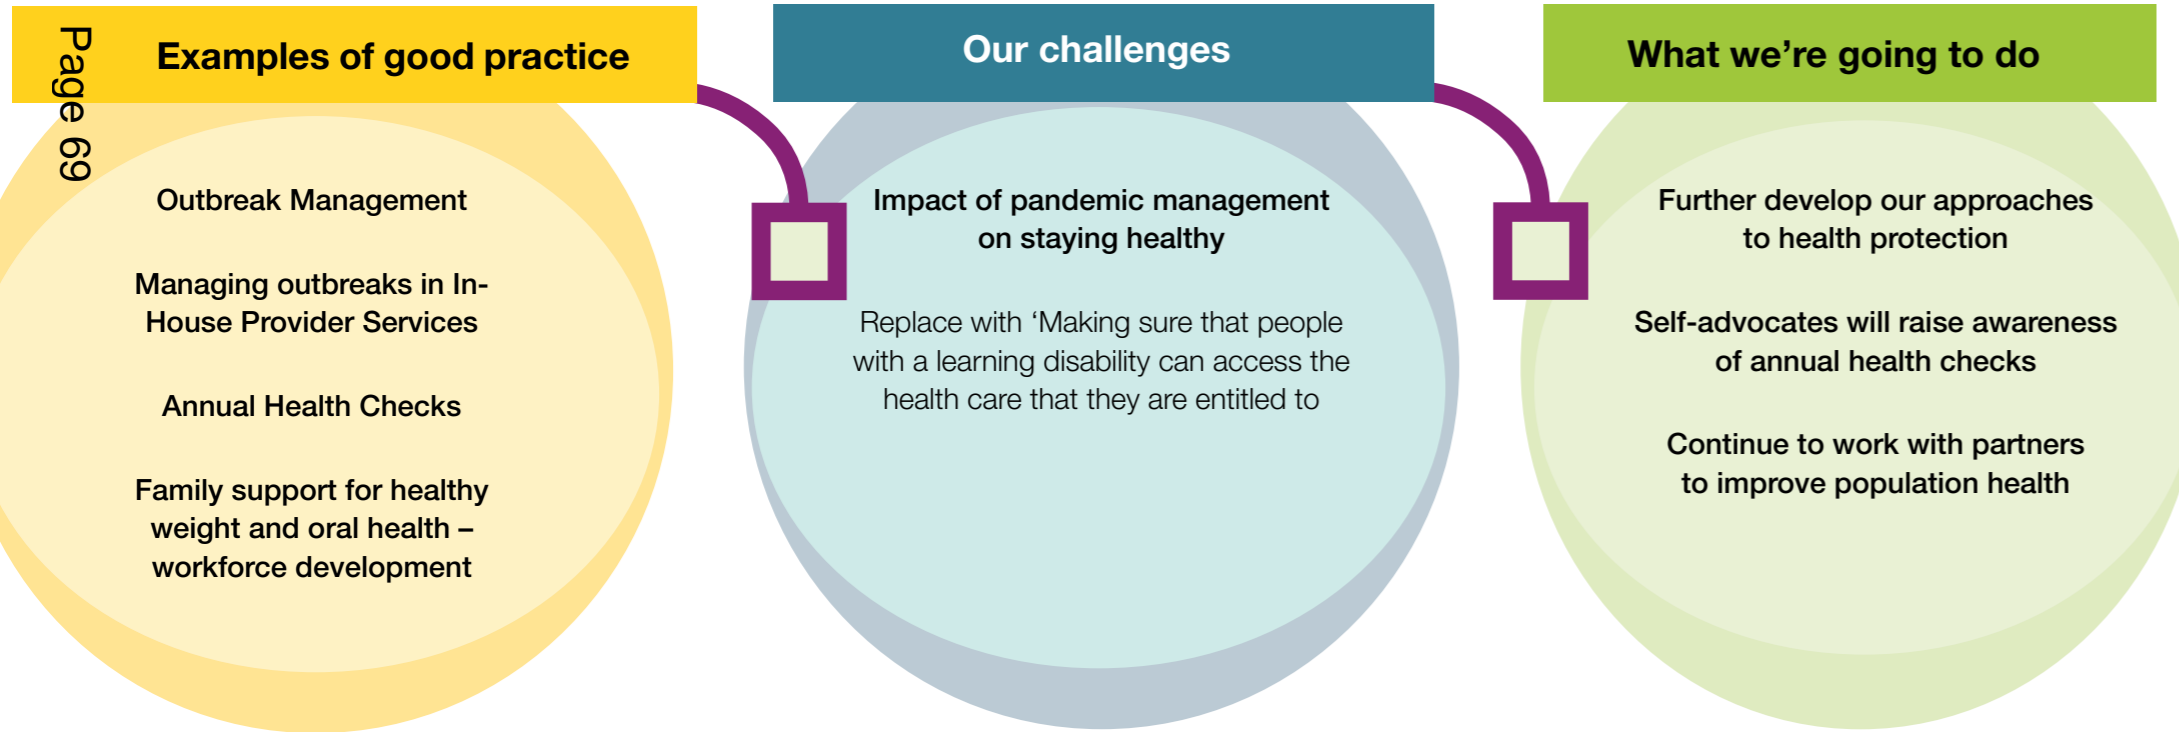 Page 69
Examples of good practice
Outbreak Management
Managing outbreaks in In-
House Provider Services
Annual Health Checks
Family support for healthy
weight and oral health –
workforce development
Our challenges
Impact of pandemic management
on staying healthy
Replace with ‘Making sure that people
with a learning disability can access the
health care that they are entitled to
What we’re going to do
Further develop our approaches
to health protection
Self-advocates will raise awareness
of annual health checks
Continue to work with partners
to improve population health